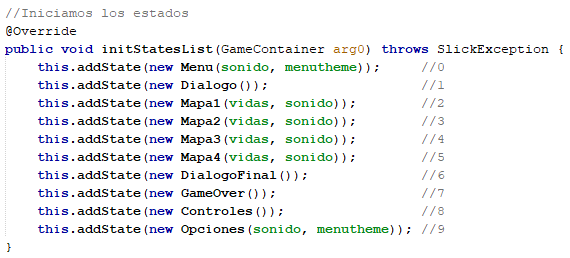 //Iniciamos los estados
@Override
public void initStatesList(GameContainer arg0) throws SlickException {
    this.addState(new Menu(sonido, menutheme));     //0
    this.addState(new Dialogo());                   //1
    this.addState(new Mapa1(vidas, sonido));        //2
    this.addState(new Mapa2(vidas, sonido));        //3
    this.addState(new Mapa3(vidas, sonido));        //4
    this.addState(new Mapa4(vidas, sonido));        //5
    this.addState(new DialogoFinal());              //6
    this.addState(new GameOver());                  //7
    this.addState(new Controles());                 //8
    this.addState(new Opciones(sonido, menutheme)); //9
}